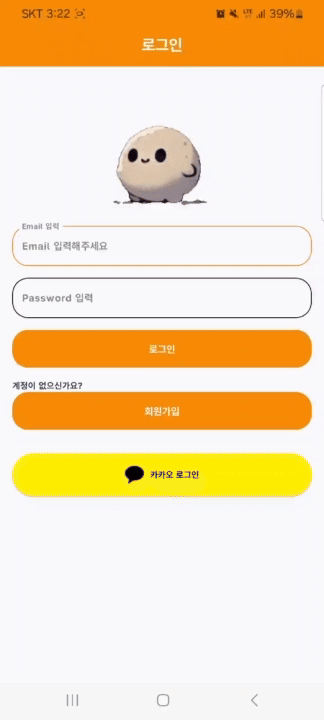 SKT 3:22
LTE 39%
로그인
Email 입력
Email 입력해주세요
Password 입력
로그인
계정이 없으신가요?
회원가입
카카오 로그인